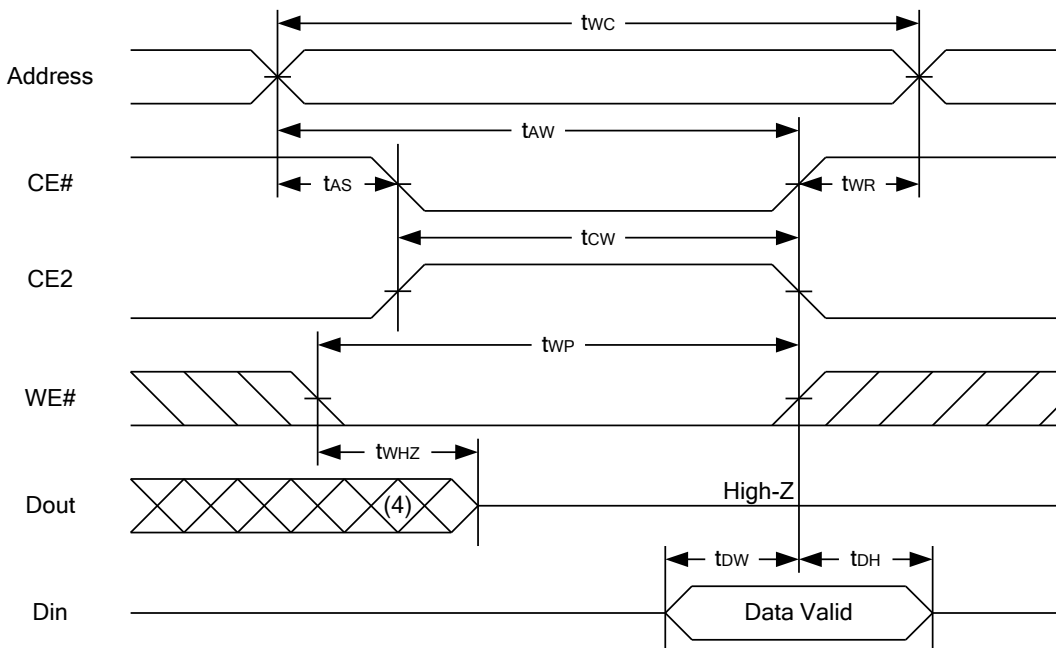 tWC
Address
tAW
CE#
tAS
tWR
tCW
CE2
tWP
WE#
tWHZ
Dout
(4)
High-Z
tDW
tDH
Din
Data Valid